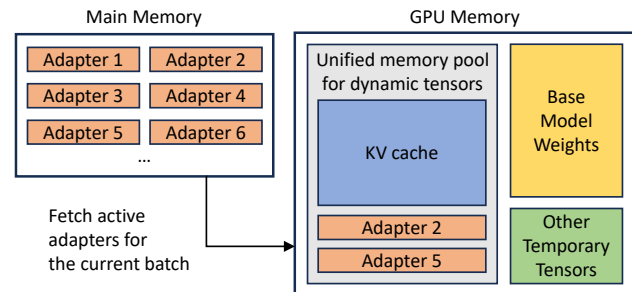 Main Memory
Adapter 1
Adapter 2
Adapter 3
Adapter 4
Adapter 5
Adapter 6
...
Fetch active
adapters for
the current batch
GPU Memory
Unified memory pool
for dynamic tensors
KV cache
Adapter 2
Adapter 5
Base
Model
Weights
Other
Temporary
Tensors